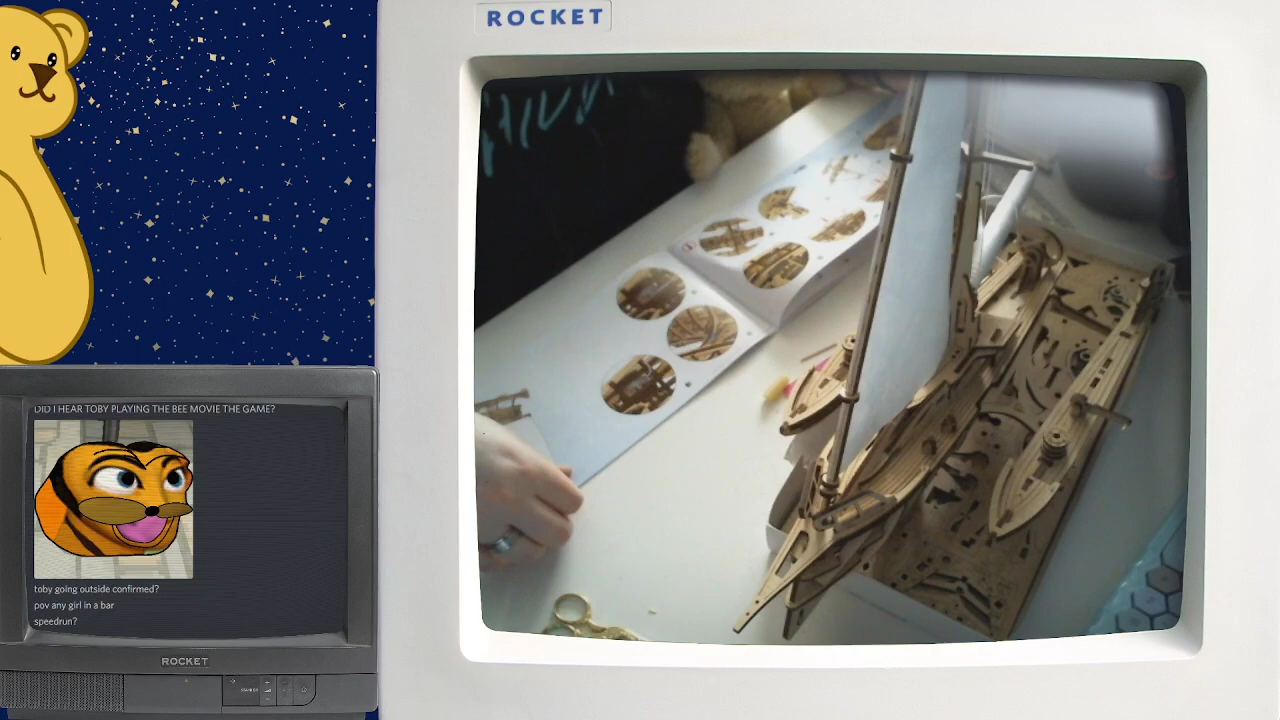 ROCKET
DID I HEAR TOBY PLAYING THE BEE MOVIE THE GAME?
toby going outside confirmed?
pov any girl in a bar
speedrun?
ROCKET